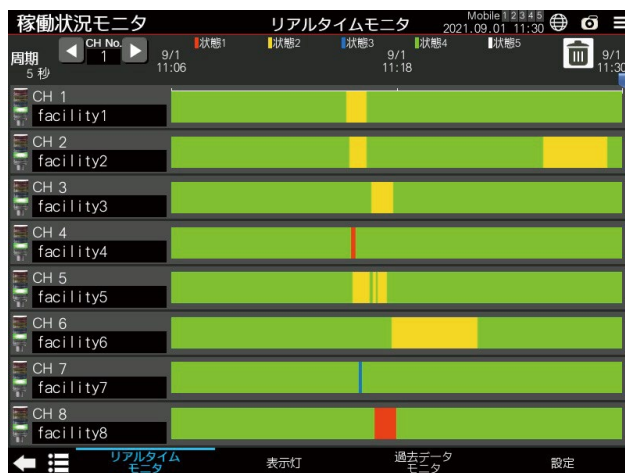 稼働状況モニタ
リアルタイムモニタ
Mobile 1 2 3 4 5
2021.09.01 11:30
周期
5 秒
CH No.
1
状態1 状態2 状態3 状態4 状態5
9/1
11:06
9/1
11:18
9/1
11:30
CH 1
facility1
CH 2
facility2
CH 3
facility3
CH 4
facility4
CH 5
facility5
CH 6
facility6
CH 7
facility7
CH 8
facility8
リアルタイム
モニタ
表示灯
過去データ
モニタ
設定